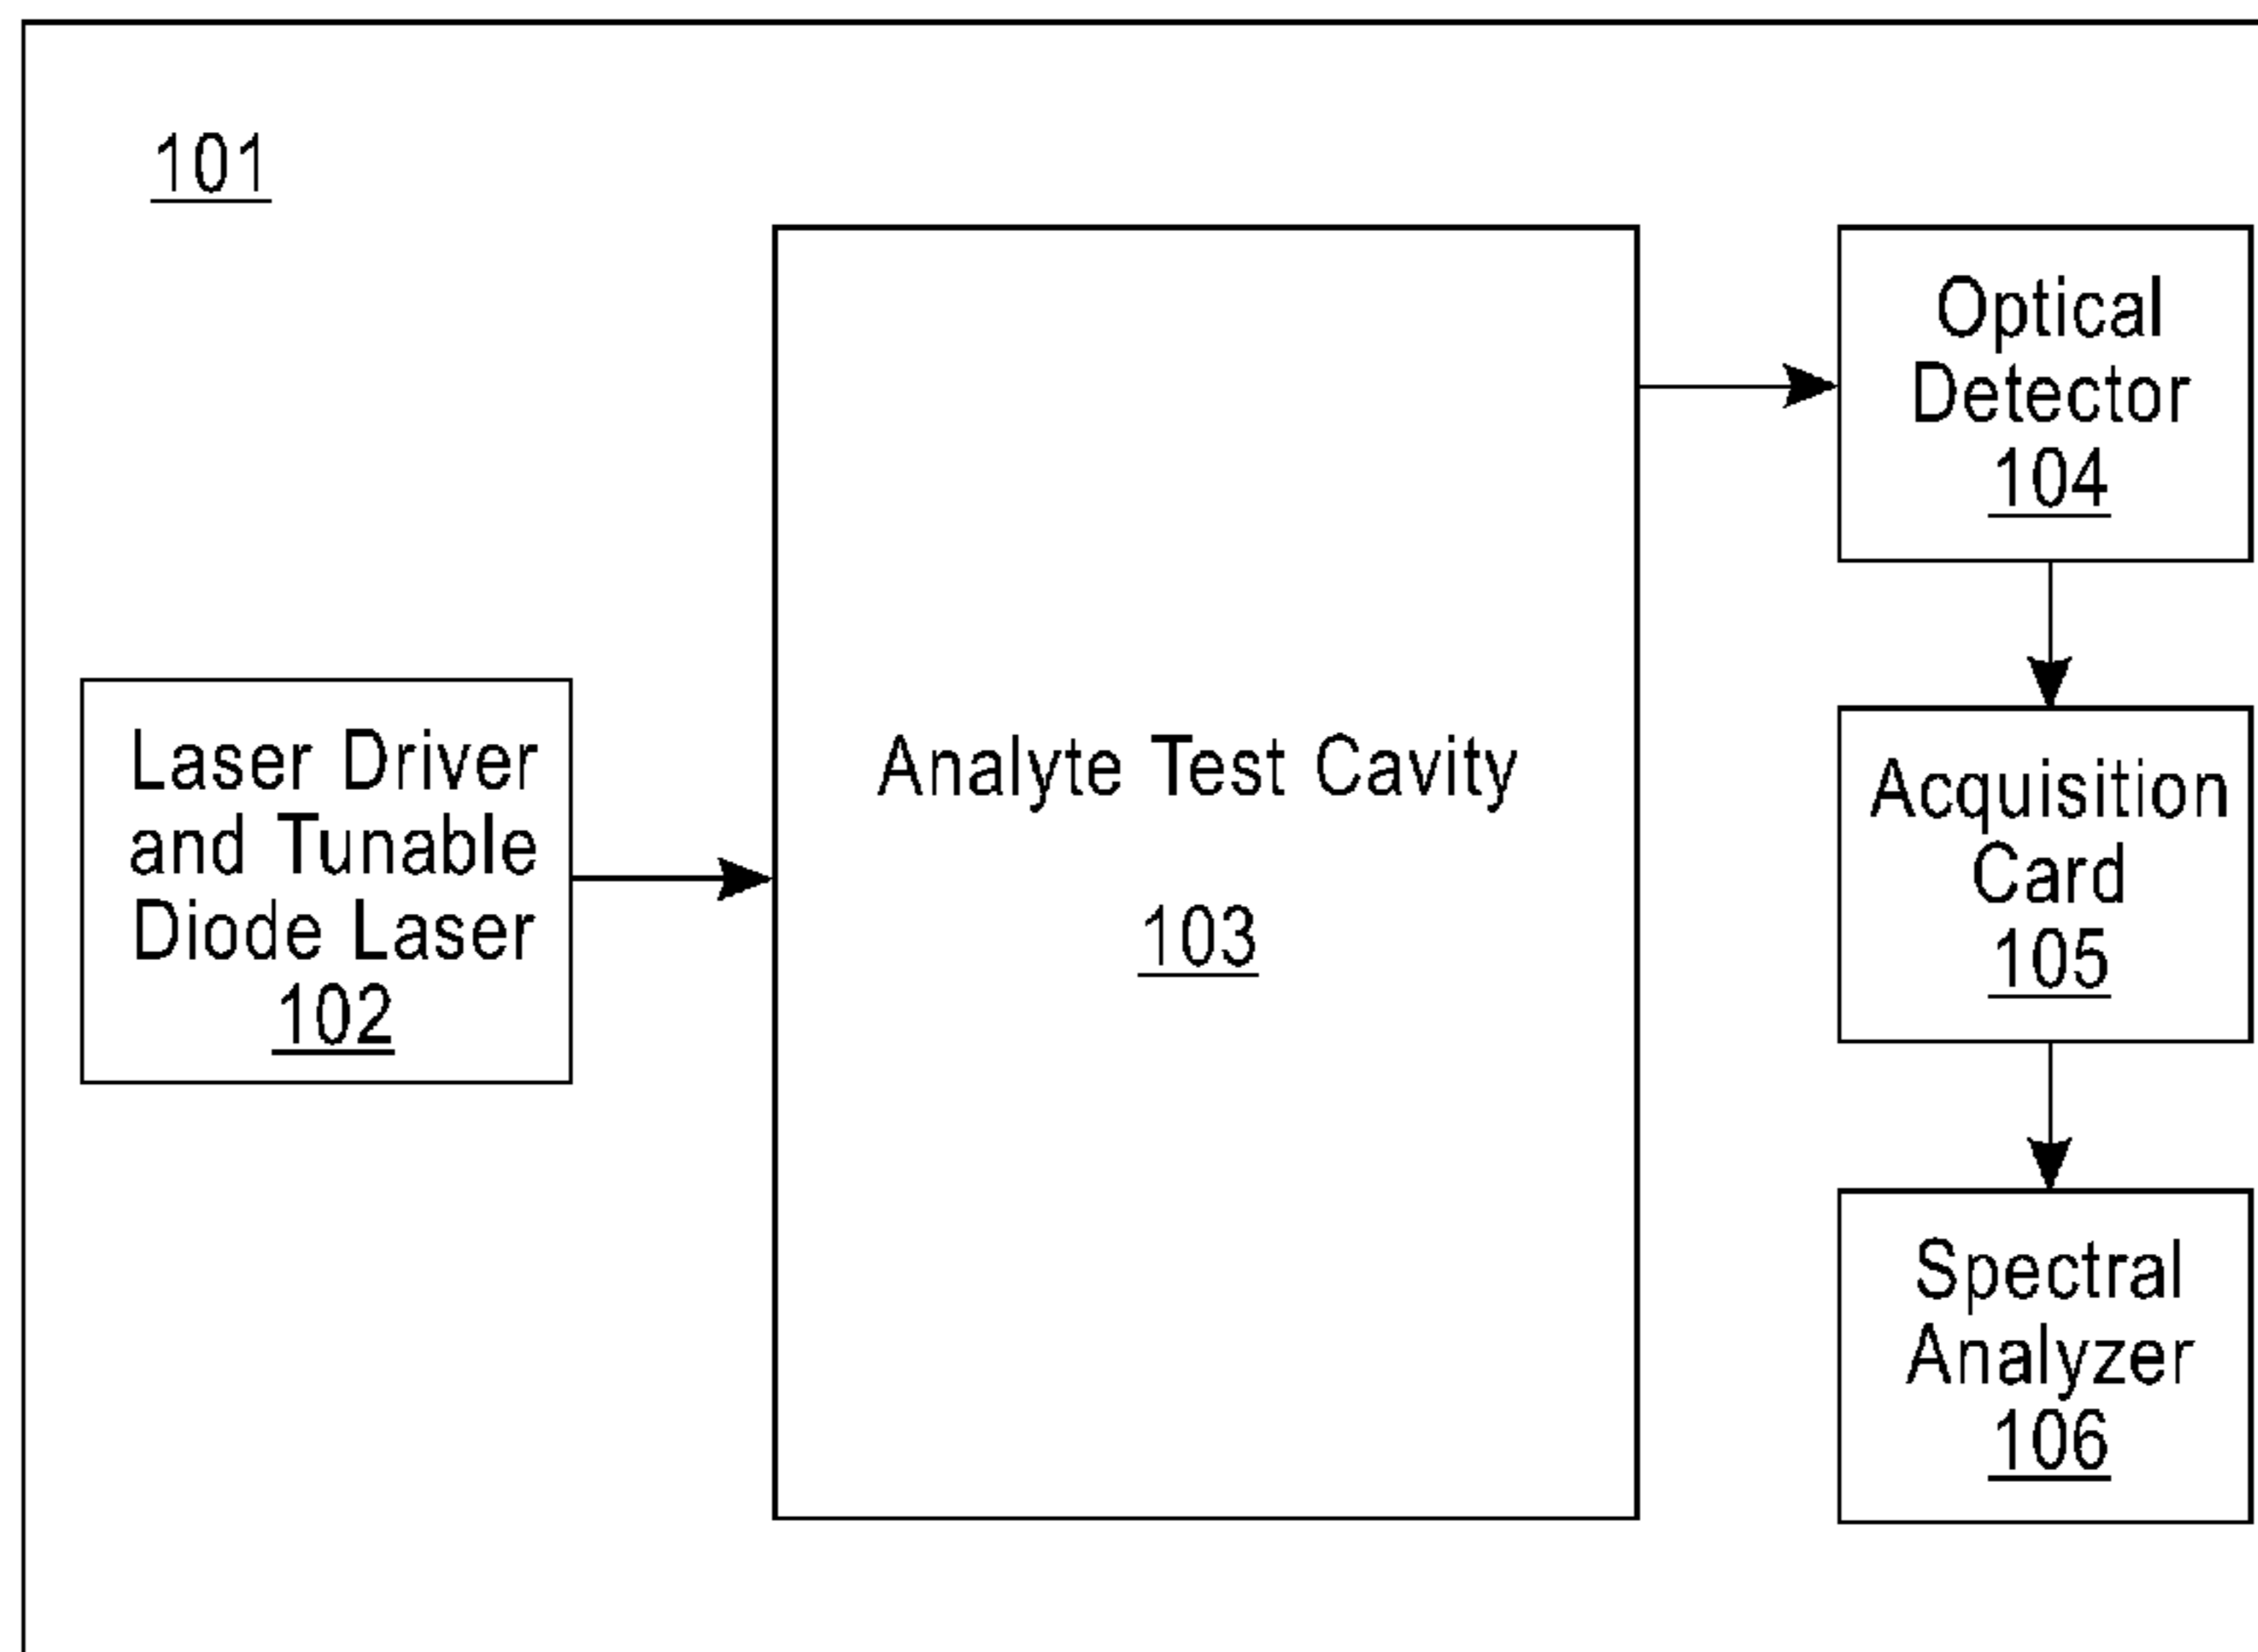 101
Laser Driver
and Tunable
Diode Laser
102
Analyte Test Cavity
103
Optical
Detector
104
Acquisition
Card
105
Spectral
Analyzer
106